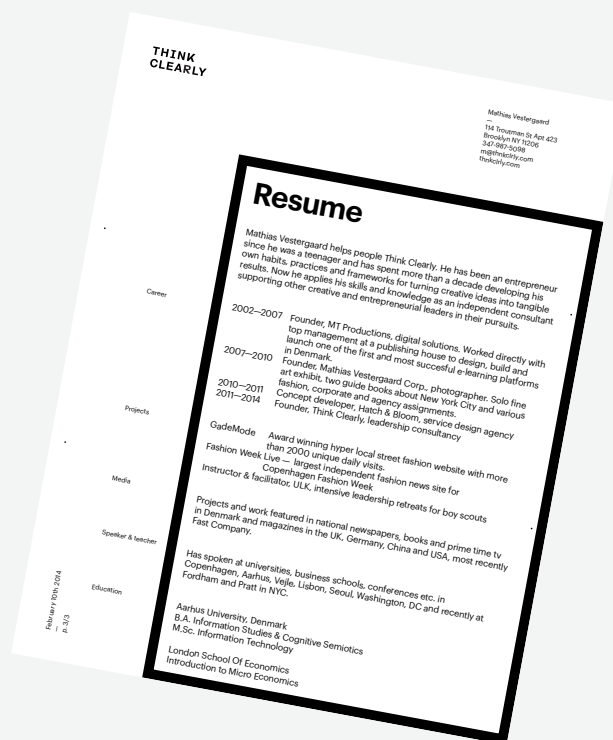 THINK
CLEARLY
Mathias Vestergaard
—
114 Troutman St Apt 423
Brooklyn NY 11206
347-987-5098
m@thnkclrly.com
thnkclrly.com
Resume
Mathias Vestergaard helps people Think Clearly. He has been an entrepreneur
since he was a teenager and has spent more than a decade developing his
own habits, practices and frameworks for turning creative ideas into tangible
results. Now he applies his skills and knowledge as an independent consultant
supporting other creative and entrepreneurial leaders in their pursuits.
Career
2002—2007 Founder, MT Productions, digital solutions. Worked directly with
top management at a publishing house to design, build and
launch one of the first and most succesful e-learning platforms
in Denmark.
2007—2010 Founder, Mathias Vestergaard Corp., photographer. Solo fine
art exhibit, two guide books about New York City and various
fashion, corporate and agency assignments.
2010—2011 Concept developer, Hatch & Bloom, service design agency
2011—2014 Founder, Think Clearly. leadership consultancy
Projects
GadeMode Award winning hyper local street fashion website with more
than 2000 unique daily visits.
Fashion Week Live — largest independent fashion news site for
Copenhagen Fashion Week
Instructor & facilitator, ULK, intensive leadership retreats for boy scouts
Media
Projects and work featured in national newspapers, books and prime time tv
in Denmark and magazines in the UK, Germany, China and USA, most recently
Fast Company.
Speaker & teacher
Has spoken at universities, business schools, conferences etc. in
Copenhagen, Aarhus, Vejle, Lisbon, Seoul, Washington, DC and recently at
Fordham and Pratt in NYC.
Education
Aarhus University, Denmark
B.A. Information Studies & Cognitive Semiotics
M.Sc. Information Technology
London School Of Economics
Introduction to Micro Economics
February 10th 2014
—
p.3/3